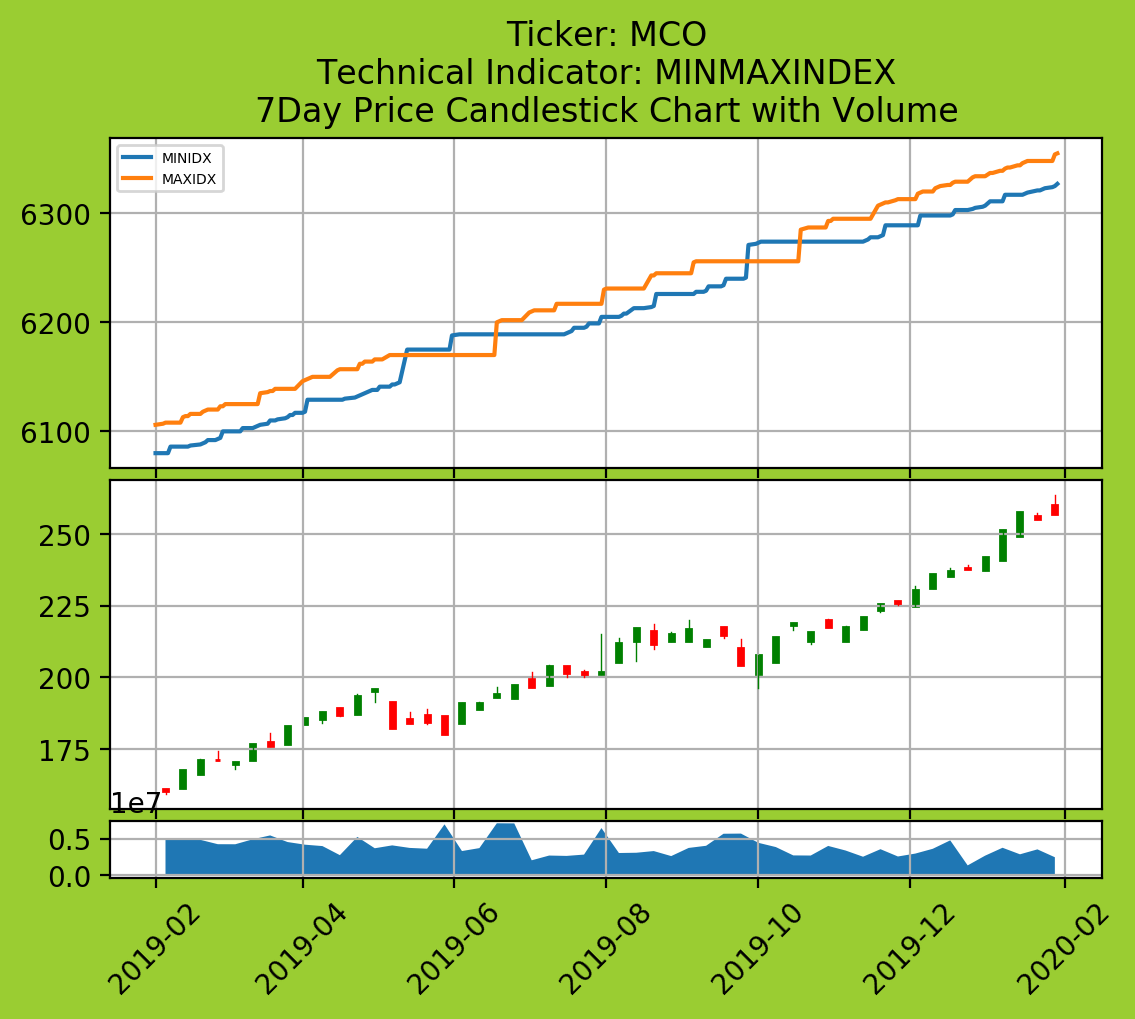 Ticker: MCO
Technical Indicator: MINMAXINDEX
7Day Price Candlestick Chart with Volume
MINIDX
MAXIDX
6300
6200
6100
250
225
200
175
1e7
0.5
0.0
2019-02
2019-04
2019-06
2019-08
2019-10
2019-12
2020-02